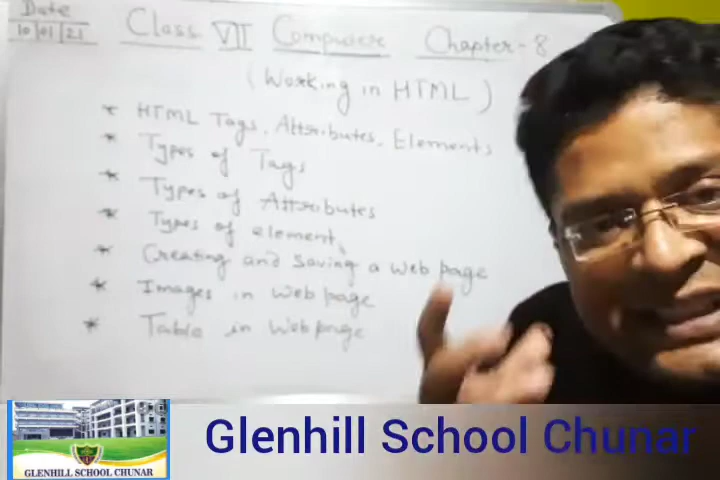 Date
10/01/21
Class VII Computer Chapter-8
(Working in HTML)
* HTML Tags, Attributes, Elements
* Types of Tags
* Types of Attributes
* Types of element,
* Creating and Saving a web page
* Images in web page
* Table in Web page
GLENHILL SCHOOL CHUNAR
Glenhill School Chunar